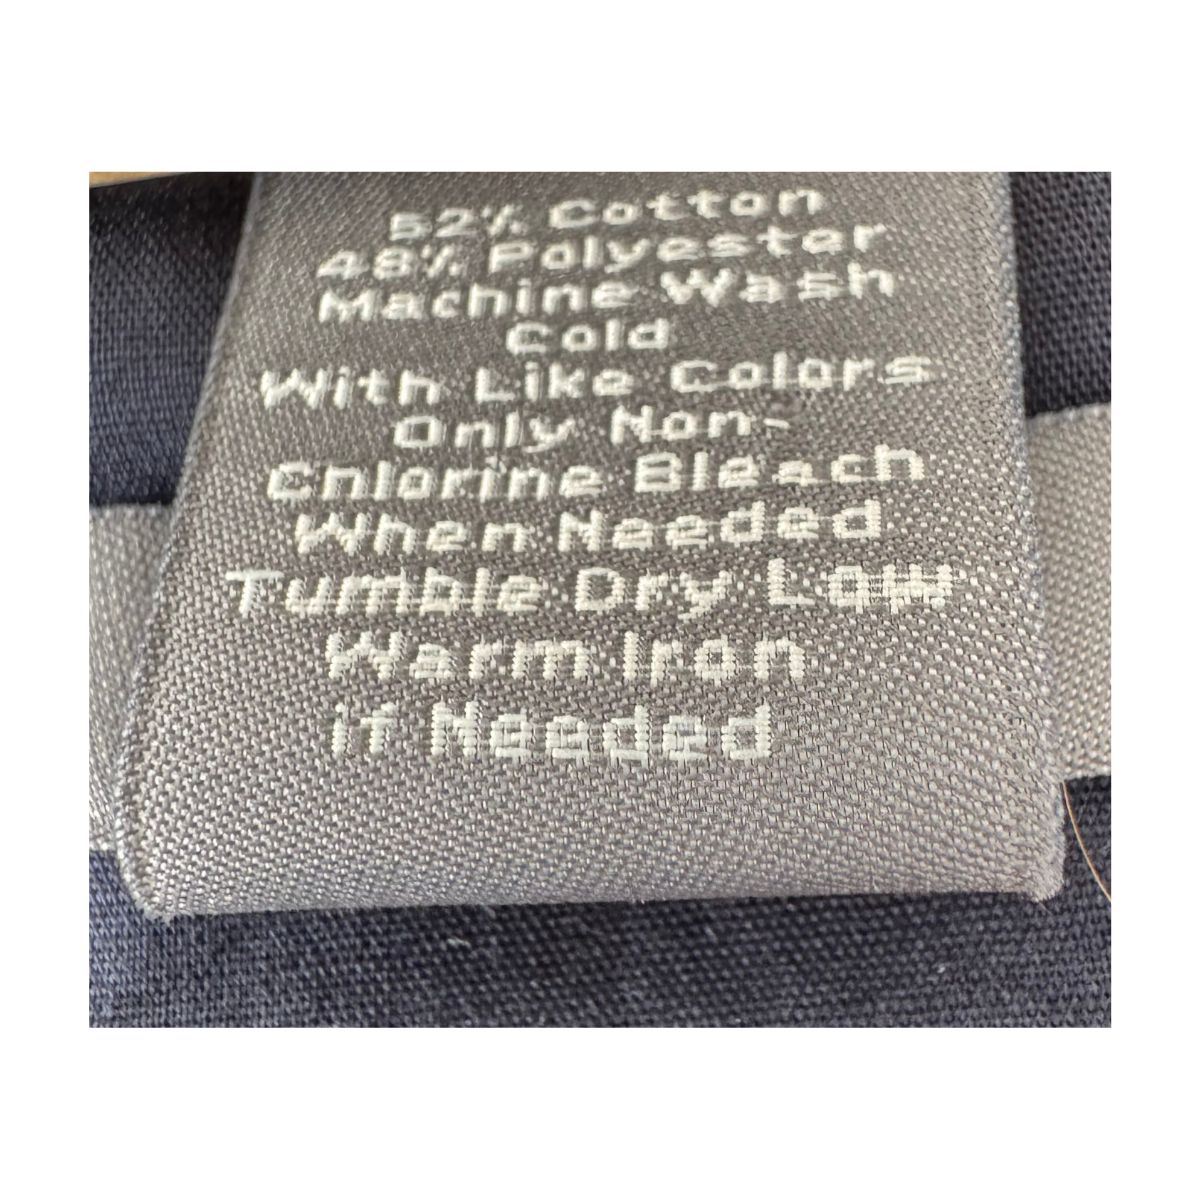 52% Cotton
48% Polyester
Machine Wash
Cold
With Like Colors
Only Non-
Chlorine Bleach
When Needed
Tumble Dry Low
Warm Iron
if Needed